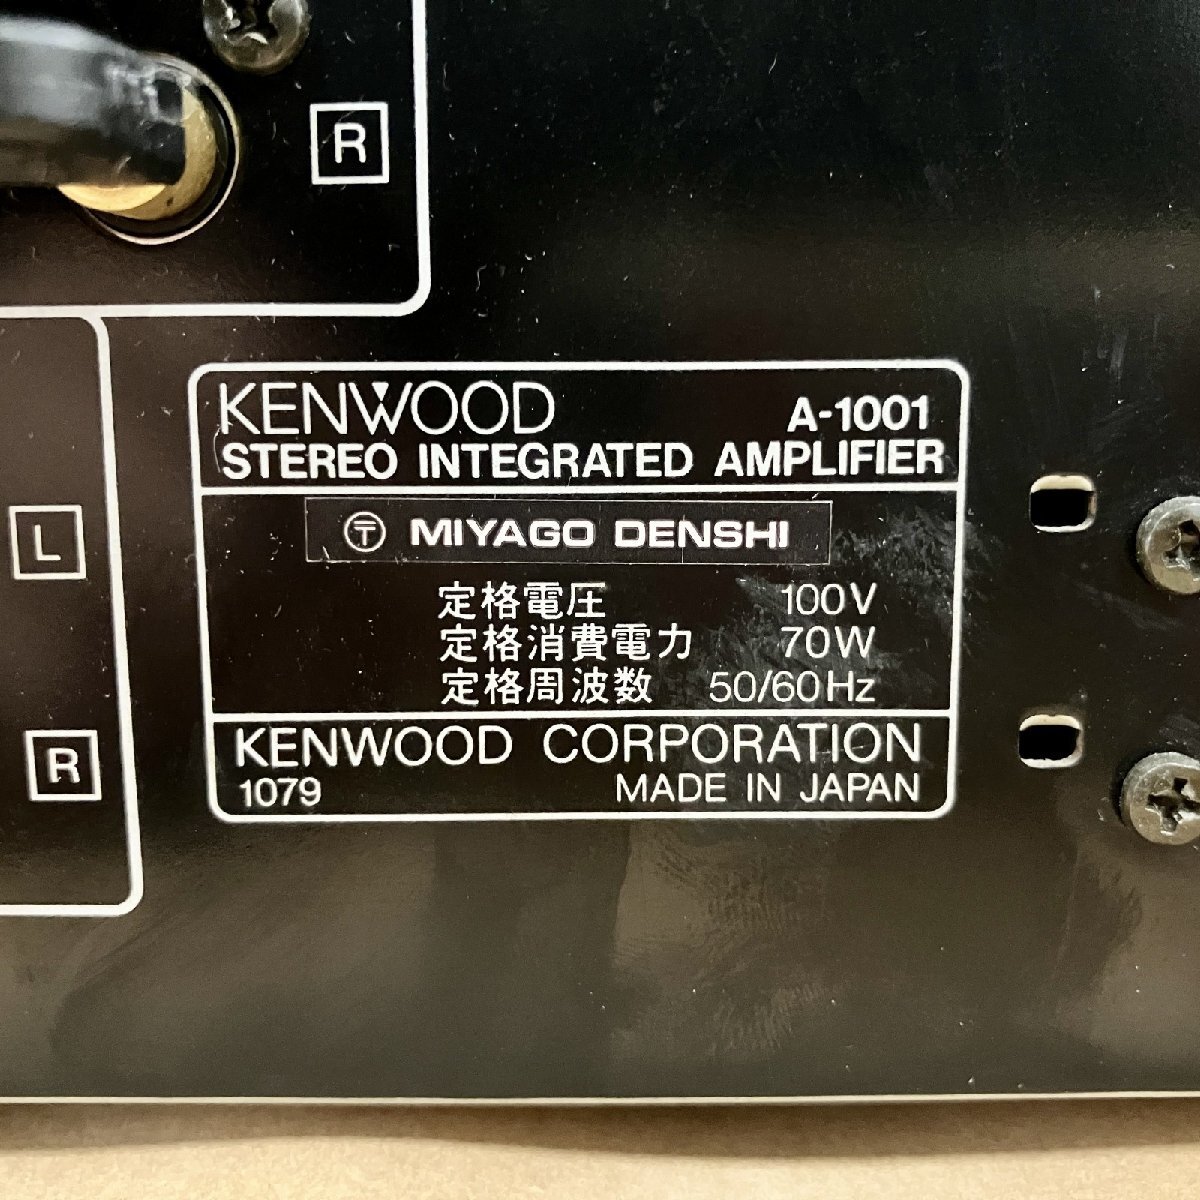 R
KENWOOD A-1001
STEREO INTEGRATED AMPLIFIER
〒 MIYAGO DENSHI
定格電圧 100V
定格消費電力 70W
定格周波数 50/60Hz
KENWOOD CORPORATION
1079 MADE IN JAPAN
L
R